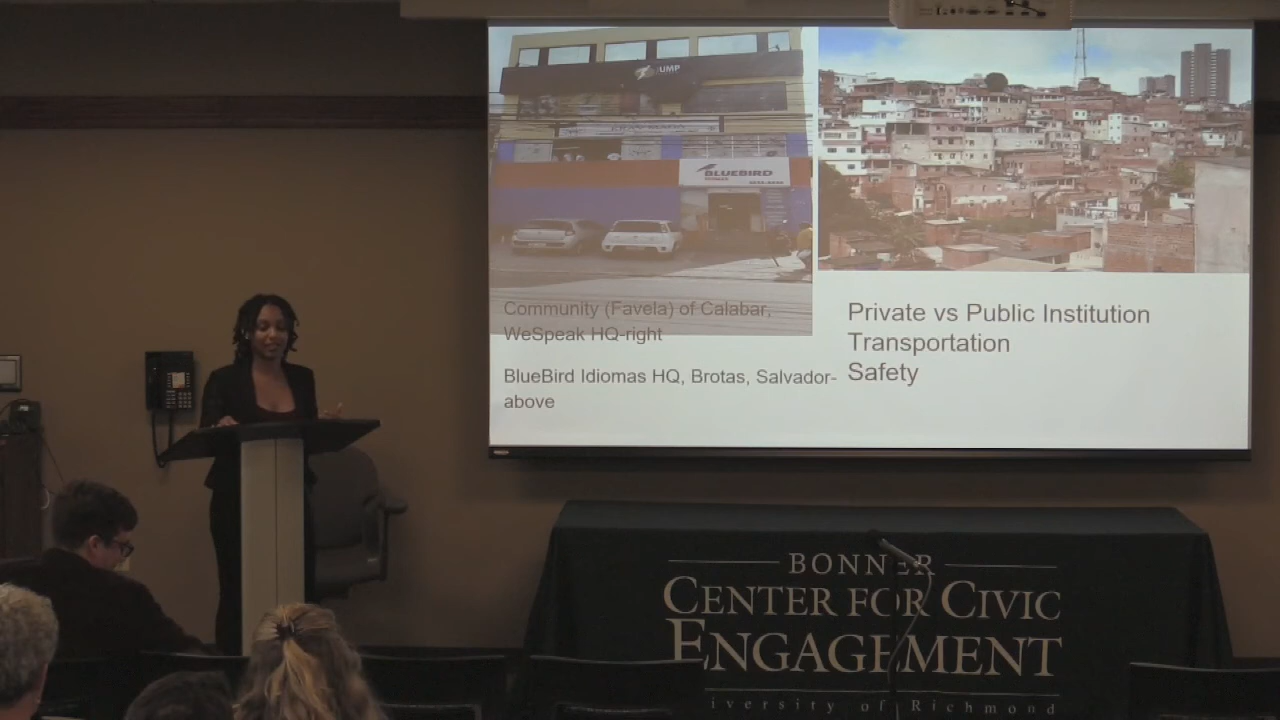 UMP
BLUEBIRD
Community (Favela) of Calabar,
WeSpeak HQ-right
BlueBird Idiomas HQ, Brotas, Salvador-
above
Private vs Public Institution
Transportation
Safety
BONNER
CENTER FOR CIVIC
ENGAGEMENT
University of Richmond